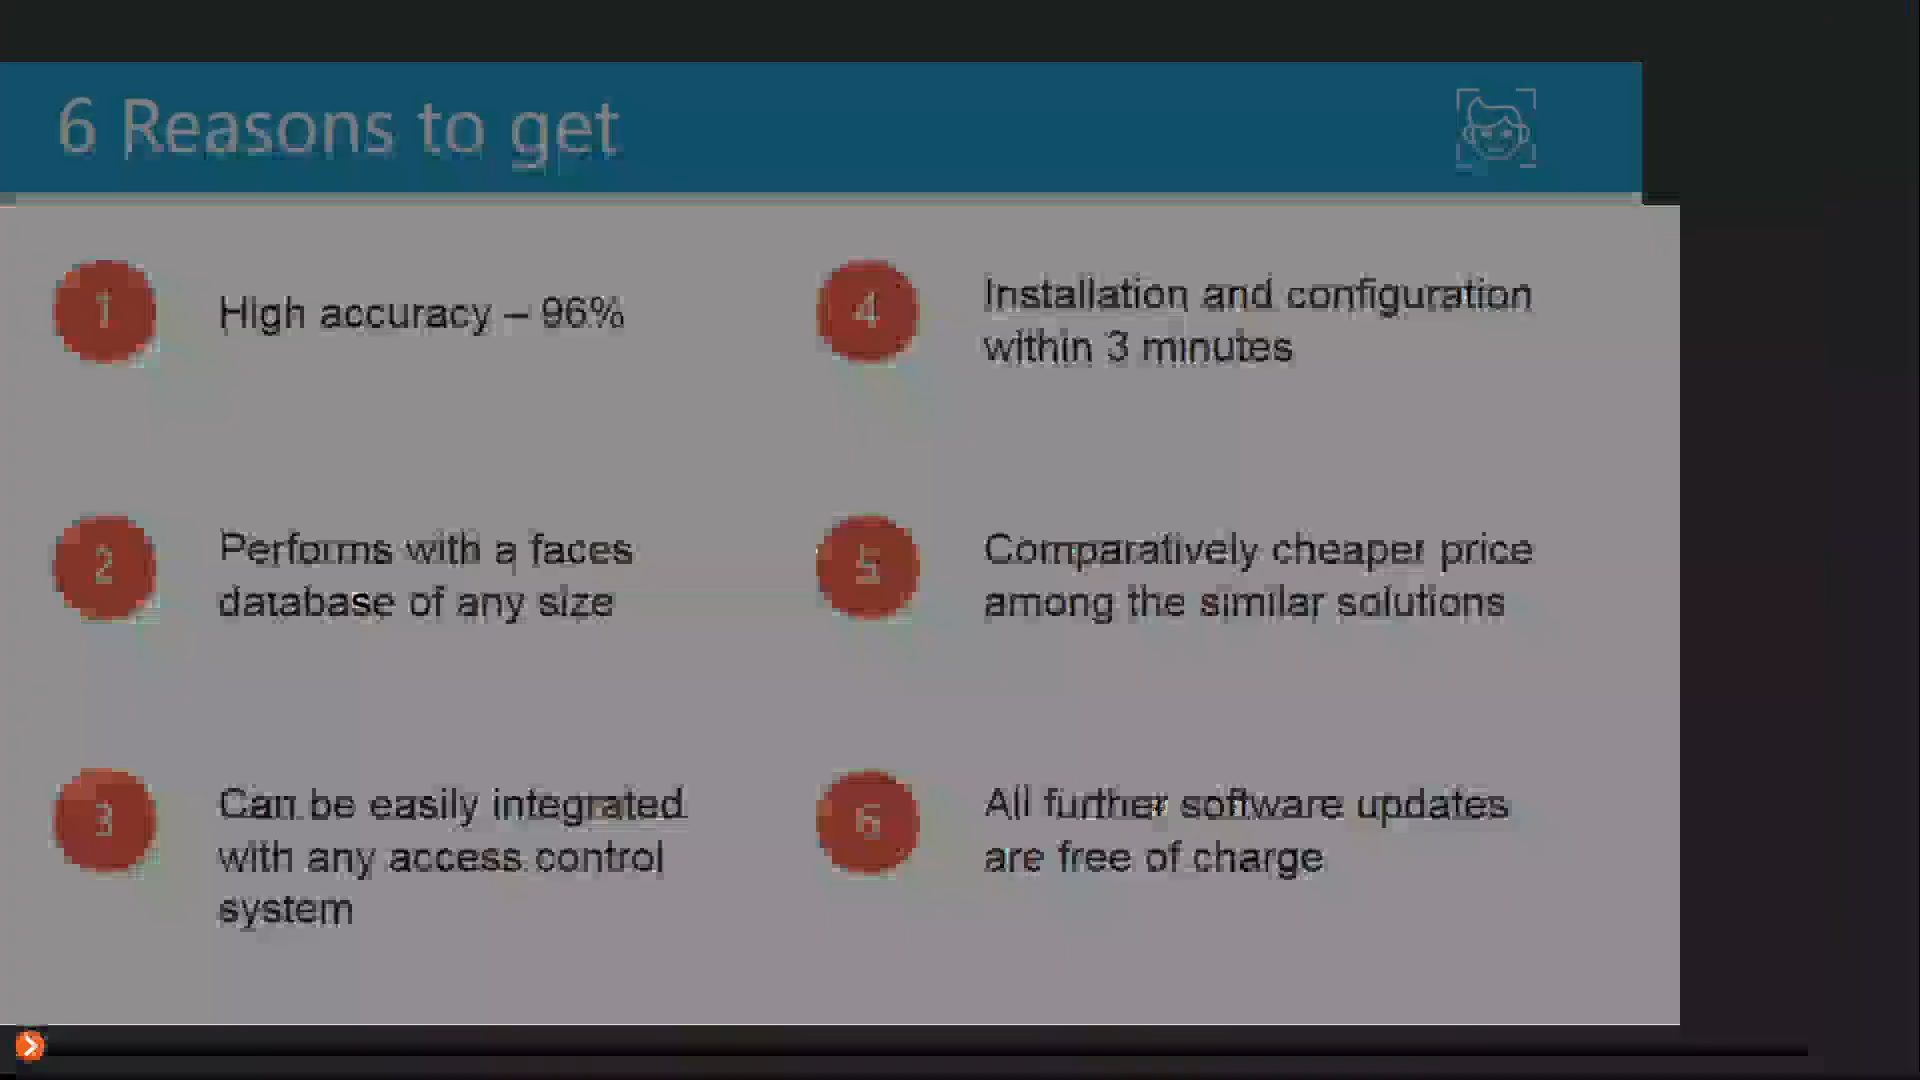 6 Reasons to get
1
High accuracy – 96%
2
Performs with a faces
database of any size
3
Can be easily integrated
with any access control
system
4
Installation and configuration
within 3 minutes
5
Comparatively cheaper price
among the similar solutions
6
All further software updates
are free of charge